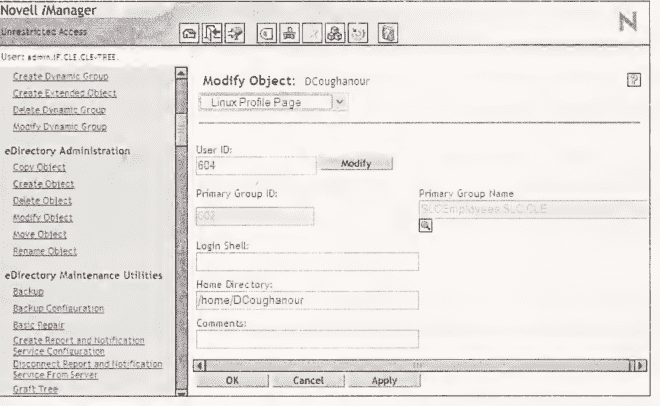 Novell iManager
Unrestricted Access
N
User: admin.IF.CLE.CLE-TREE.
Create Dynamic Group
Create Extended Object
Delete Dynamic Group
Modify Dynamic Group
eDirectory Administration
Copy Object
Create Object
Delete Object
Modify Object
Move Object
Rename Object
eDirectory Maintenance Utilities
Backup
Backup Configuration
Basic Repair
Create Report and Notification
Service Configuration
Disconnect Report and Notification
Service From Server
Graft Tree
Modify Object: DCoughanour
?
Linux Profile Page
User ID:
604
Modify
Primary Group ID:
602
Primary Group Name
SLCEmployees.SLC.CLE
Login Shell:
Home Directory:
/home/DCoughanour
Comments:
OK
Cancel
Apply